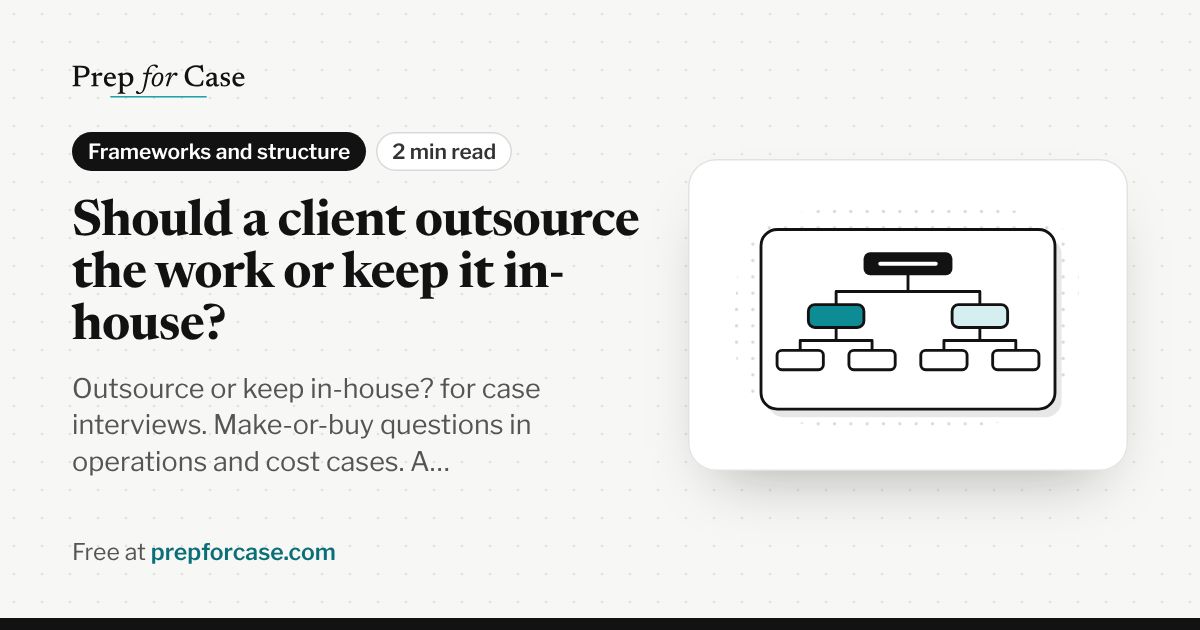 Prep for Case
Frameworks and structure
2 min read
Should a client outsource
the work or keep it in-
house?
Outsource or keep in-house? for case
interviews. Make-or-buy questions in
operations and cost cases. A...
Free at prepforcase.com